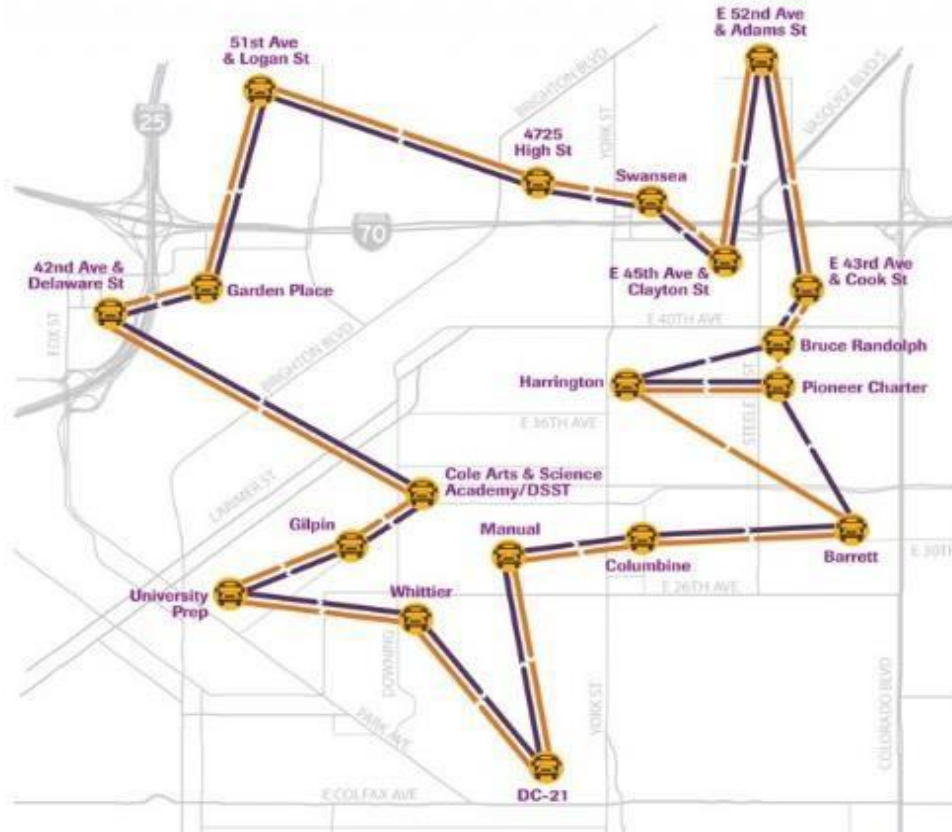 E 52nd Ave
& Adams St
51st Ave
& Logan St
BRIGHTON BLVD
VASQUEZ BLVD S
25
4725
High St
YORK ST
Swansea
70
42nd Ave &
Delaware St
Garden Place
E 45th Ave &
Clayton St
E 43rd Ave
& Cook St
FOX ST
E 40TH AVE
BRIGHTON BLVD
Bruce Randolph
Harrington
Pioneer Charter
STEELE ST
E 36TH AVE
LARIMER ST
Cole Arts & Science
Academy/DSST
Gilpin
Manual
Columbine
Barrett
E 30TH
University
Prep
Whittier
E 26TH AVE
DOWNING
PARK AVE
YORK ST
COLORADO BLVD
DC-21
E COLFAX AVE